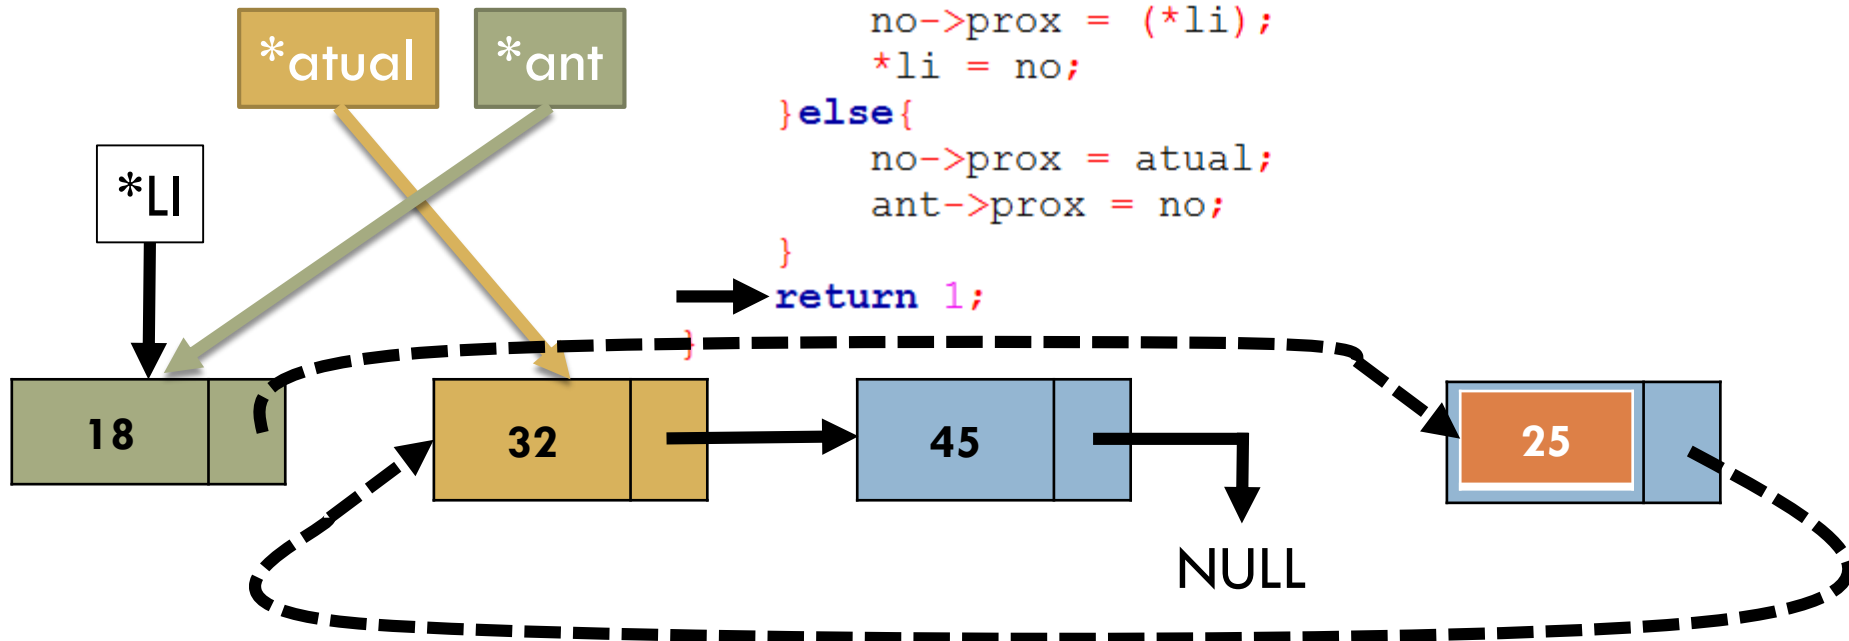 *atual
*ant
*LI
no->prox = (*li);
*li = no;
}else{
no->prox = atual;
ant->prox = no;
}
return 1;
}
18
32
45
25
NULL